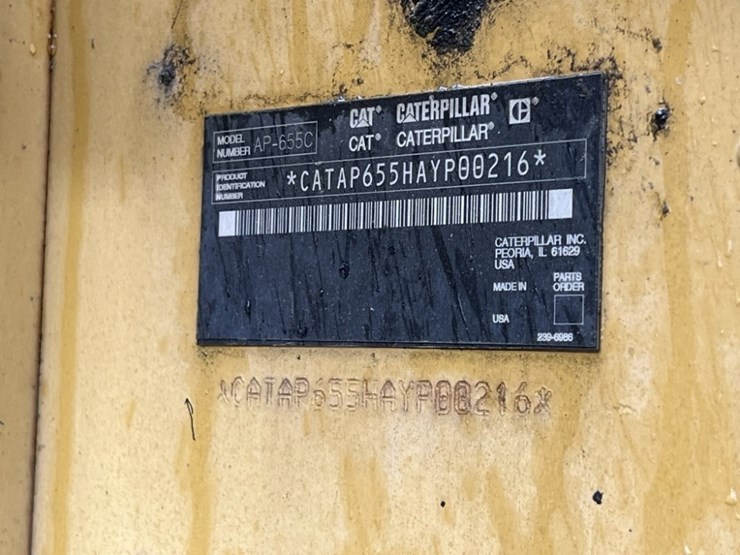 CAT® CATERPILLAR® C®
MODEL NUMBER AP-655C CAT® CATERPILLAR®
PRODUCT IDENTIFICATION NUMBER *CATAP655HAYP00216*
CATERPILLAR INC.
PEORIA, IL 61629
USA
MADE IN PARTS ORDER
USA
239-6986
*CATAP655HAYP00216*